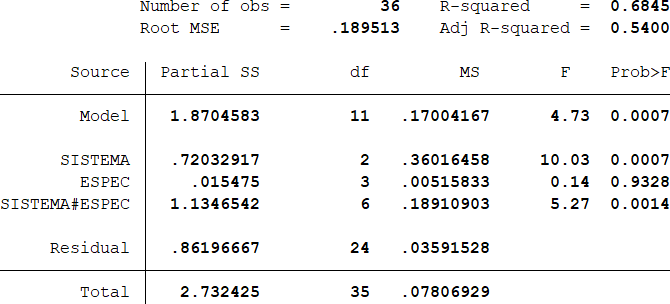 Number of obs = 36 R-squared = 0.6845
Root MSE = .189513 Adj R-squared = 0.5400
Source Partial SS df MS F Prob>F
Model 1.8704583 11 .17004167 4.73 0.0007
SISTEMA .72032917 2 .36016458 10.03 0.0007
ESPEC .015475 3 .00515833 0.14 0.9328
SISTEMA#ESPEC 1.1346542 6 .18910903 5.27 0.0014
Residual .86196667 24 .03591528
Total 2.732425 35 .07806929